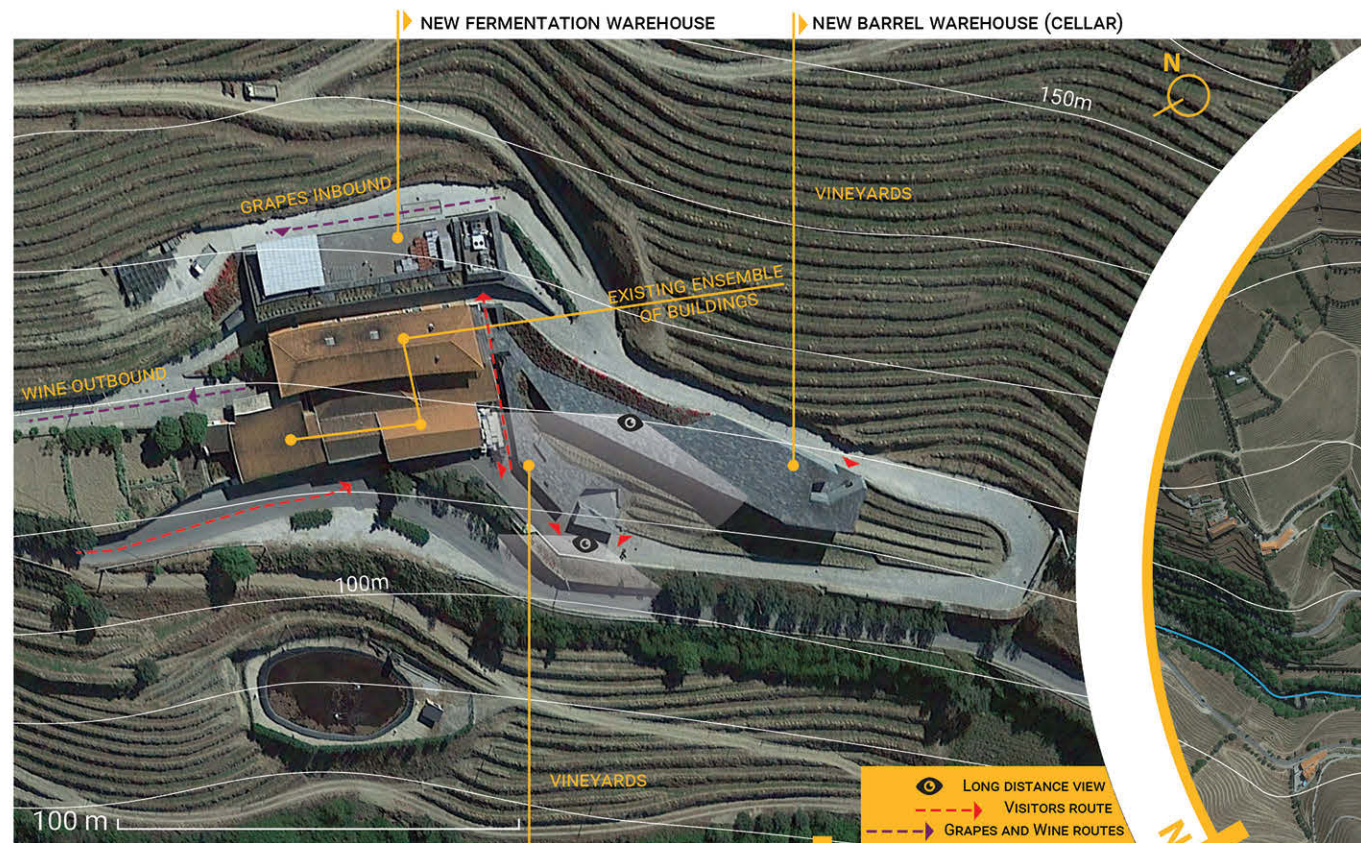 NEW FERMENTATION WAREHOUSE
NEW BARREL WAREHOUSE (CELLAR)
N
150m
VINEYARDS
GRAPES INBOUND
EXISTING ENSEMBLE
OF BUILDINGS
WINE OUTBOUND
100m
VINEYARDS
LONG DISTANCE VIEW
VISITORS ROUTE
GRAPES AND WINE ROUTES
100 m
N